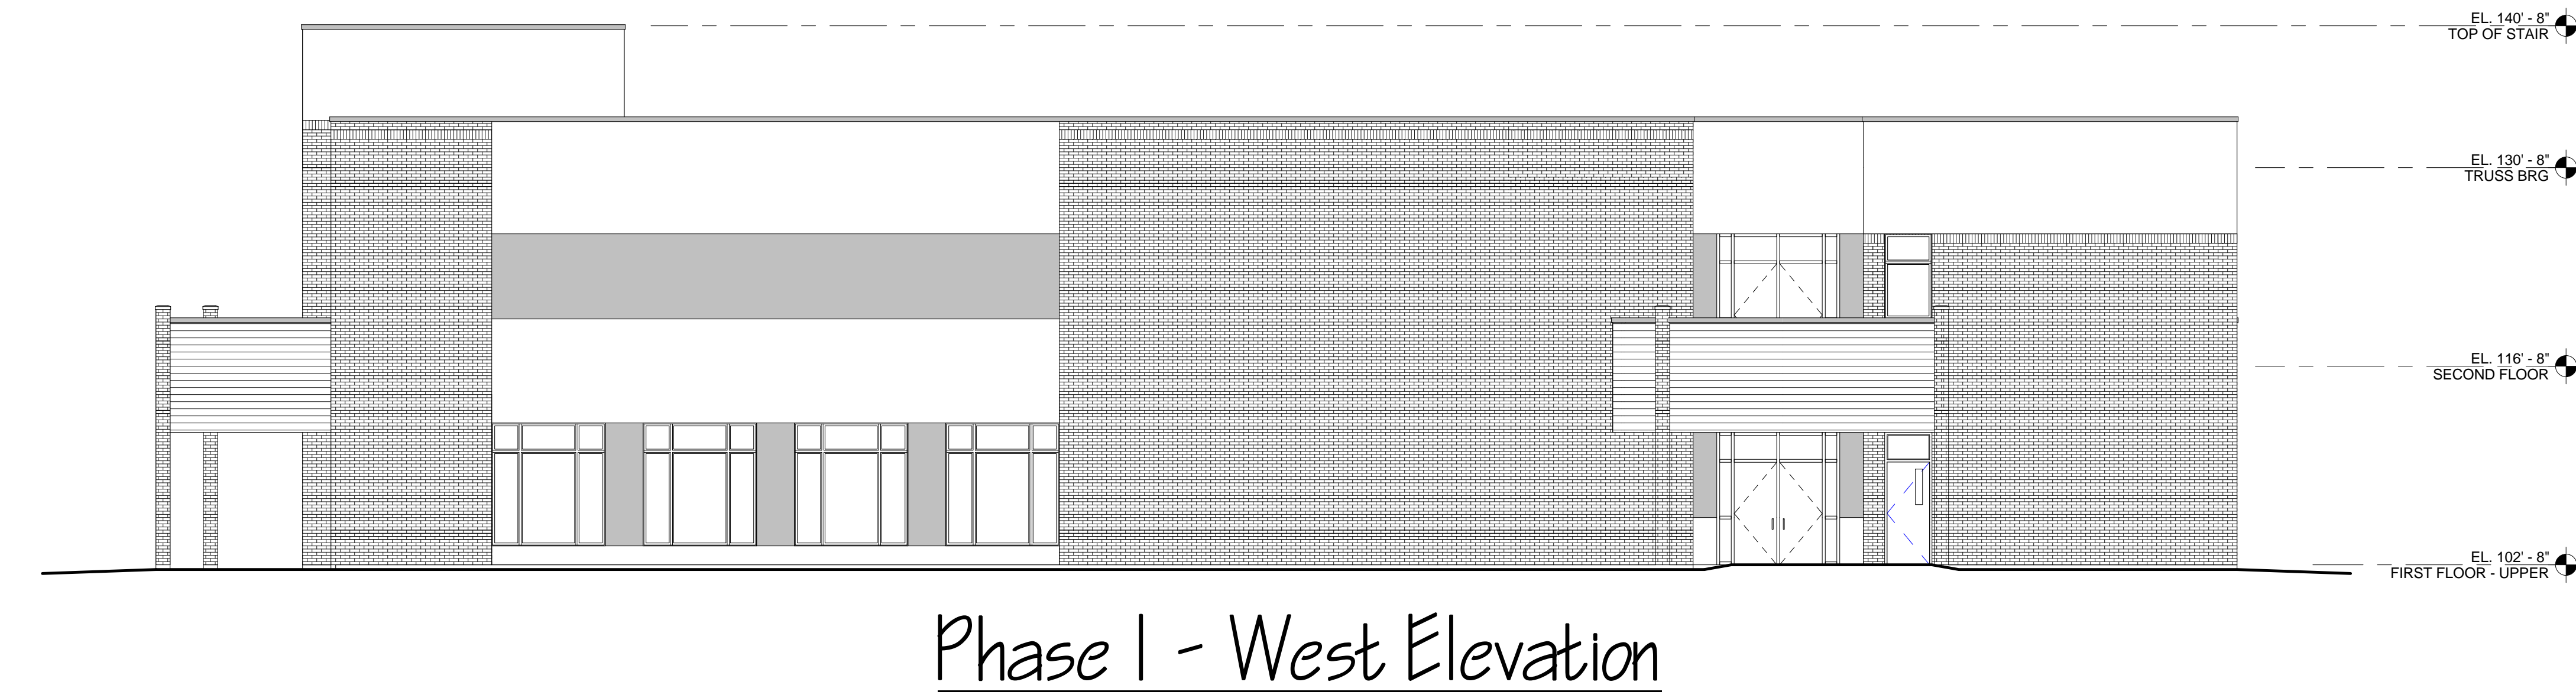 EL. 140' - 8"
TOP OF STAIR
EL. 130' - 8"
TRUSS BRG
EL. 116' - 8"
SECOND FLOOR
EL. 102' - 8"
FIRST FLOOR - UPPER
Phase I - West Elevation